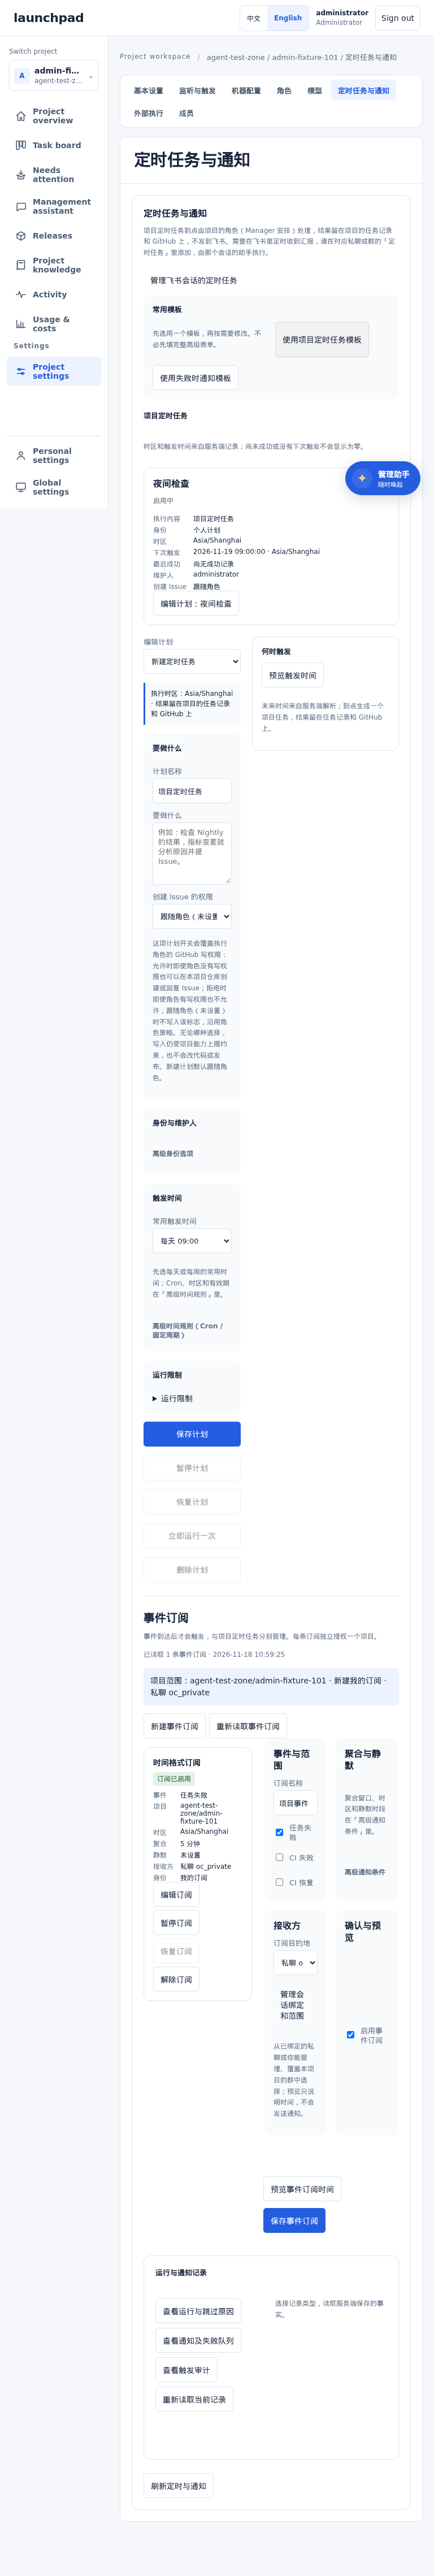 launchpad
中文
English
administrator
Administrator
Sign out
Switch project
A
admin-fi...
agent-test-z...
Project
overview
Task board
Needs
attention
Management
assistant
Releases
Project
knowledge
Activity
Usage &
costs
Settings
Project
settings
Personal
settings
Global
settings
Project workspace / agent-test-zone / admin-fixture-101 / 定时任务与通知
基本设置
监听与触发
机器配置
角色
模型
定时任务与通知
外部执行
成员
定时任务与通知
定时任务与通知
项目定时任务到点由项目的角色(Manager 安排)处理,结果留在项目的任务记录
和 GitHub 上,不发到飞书。需要在飞书里定时收到汇报,请在对应私聊或群的「定
时任务」里添加,由那个会话的助手执行。
管理飞书会话的定时任务
常用模板
先选用一个模板,再按需要修改。不
必先填完整高级表单。
使用项目定时任务模板
使用失败时通知模板
项目定时任务
时区和触发时间来自服务端记录;尚未成功或没有下次触发不会显示为零。
管理助手
随时唤起
夜间检查
启用中
执行内容 项目定时任务
身份 个人计划
时区 Asia/Shanghai
下次触发 2026-11-19 09:00:00 · Asia/Shanghai
最近成功 尚无成功记录
维护人 administrator
创建 Issue 跟随角色
编辑计划:夜间检查
编辑计划
新建定时任务
执行时区:Asia/Shanghai
· 结果留在项目的任务记录
和 GitHub 上
何时触发
预览触发时间
未来时间来自服务端解析;到点生成一个
项目任务,结果留在任务记录和 GitHub
上。
要做什么
计划名称
项目定时任务
要做什么
例如:检查 Nightly
的结果,指标变差就
分析原因并提
Issue。
创建 Issue 的权限
跟随角色(未设置
这项计划开关会覆盖执行
角色的 GitHub 写权限:
允许时即使角色没有写权
限也可以在本项目仓库创
建或回复 Issue;拒绝时
即使角色有写权限也不允
许;跟随角色(未设置)
时不写入该标志,沿用角
色策略。无论哪种选择,
写入仍受项目能力上限约
束,也不会改代码或发
布。新建计划默认跟随角
色。
身份与维护人
高级身份选项
触发时间
常用触发时间
每天 09:00
先选每天或每周的常用时
间;Cron、时区和有效期
在「高级时间规则」里。
高级时间规则(Cron /
固定周期)
运行限制
运行限制
保存计划
暂停计划
恢复计划
立即运行一次
删除计划
事件订阅
事件到达后才会触发,与项目定时任务分别管理。每条订阅独立授权一个项目。
已读取 1 条事件订阅 · 2026-11-18 10:59:25
项目范围:agent-test-zone/admin-fixture-101 · 新建我的订阅 ·
私聊 oc_private
新建事件订阅
重新读取事件订阅
时间格式订阅
订阅已启用
事件 任务失败
项目 agent-test-
zone/admin-
fixture-101
时区 Asia/Shanghai
聚合 5 分钟
静默 未设置
接收方 私聊 oc_private
身份 我的订阅
编辑订阅
暂停订阅
恢复订阅
解除订阅
事件与范
围
订阅名称
项目事件
任务失
败
CI 失败
CI 恢复
聚合与静
默
聚合窗口、时
区和静默时段
在「高级通知
条件」里。
高级通知条件
接收方
订阅目的地
私聊 o
管理会
话绑定
和范围
从已绑定的私
聊或你能管
理、覆盖本项
目的群中选
择;预览只说
明时间,不会
发送通知。
确认与预
览
启用事
件订阅
预览事件订阅时间
保存事件订阅
运行与通知记录
查看运行与跳过原因
查看通知及失败队列
查看触发审计
重新读取当前记录
选择记录类型,读取服务端保存的事
实。
刷新定时与通知